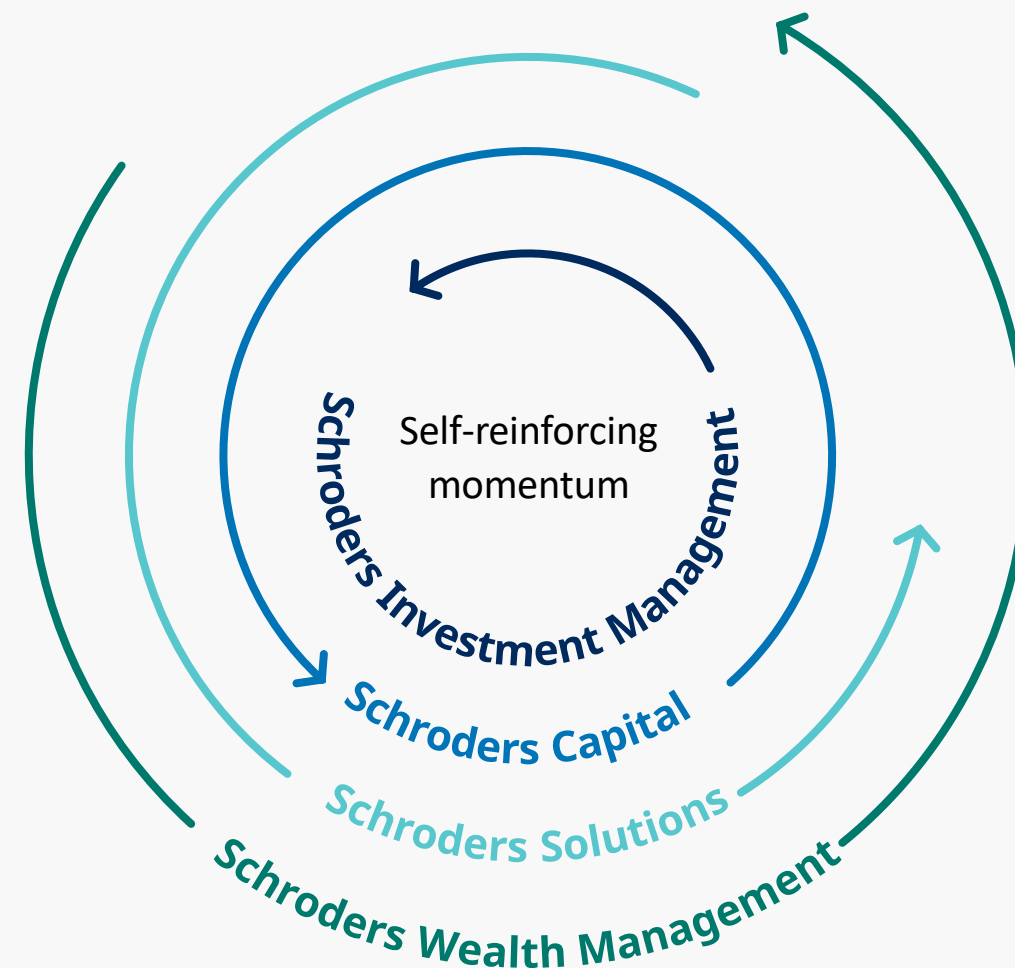 Self-reinforcing
momentum
Schroders Investment Management
Schroders Capital
Schroders Solutions
Schroders Wealth Management